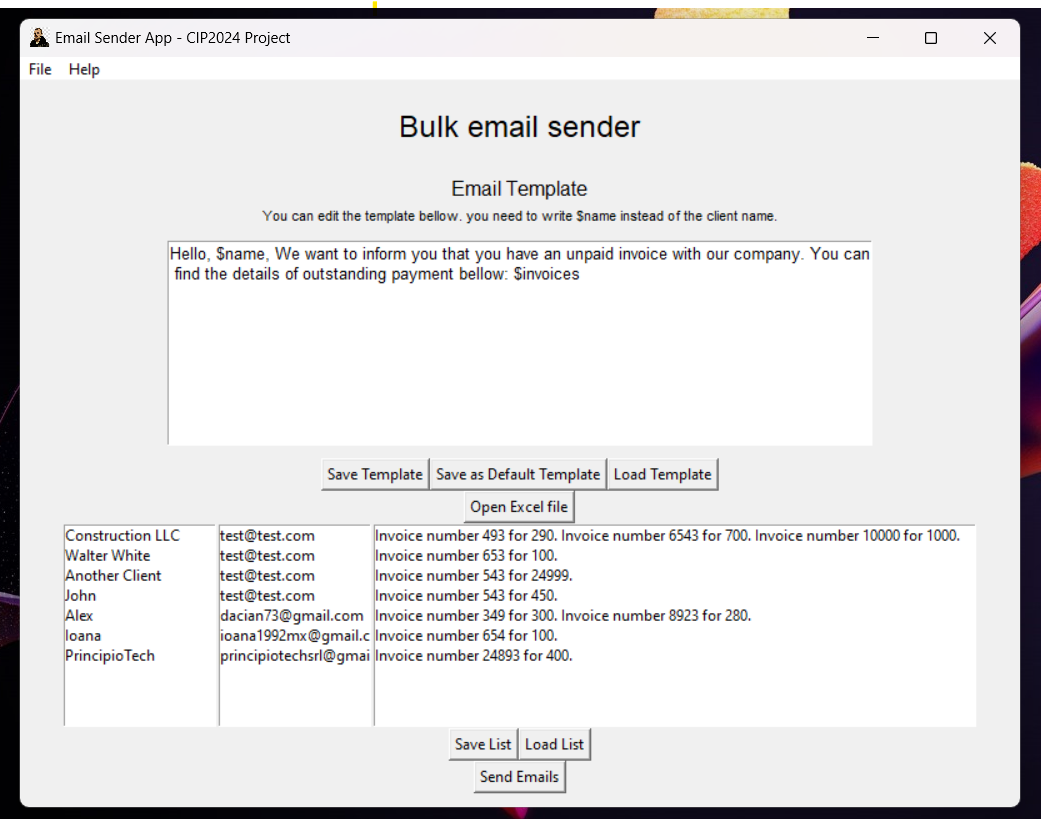 Email Sender App - CIP2024 Project
File Help
Bulk email sender
Email Template
You can edit the template bellow. you need to write $name instead of the client name.
Hello, $name, We want to inform you that you have an unpaid invoice with our company. You can
find the details of outstanding payment bellow: $invoices
Save Template Save as Default Template Load Template
Open Excel file
Construction LLC test@test.com Invoice number 493 for 290. Invoice number 6543 for 700. Invoice number 10000 for 1000.
Walter White test@test.com Invoice number 653 for 100.
Another Client test@test.com Invoice number 543 for 24999.
John test@test.com Invoice number 543 for 450.
Alex dacian73@gmail.com Invoice number 349 for 300. Invoice number 8923 for 280.
Ioana ioana1992mx@gmail.c Invoice number 654 for 100.
PrincipioTech principiotechsrl@gmai Invoice number 24893 for 400.
Save List Load List
Send Emails